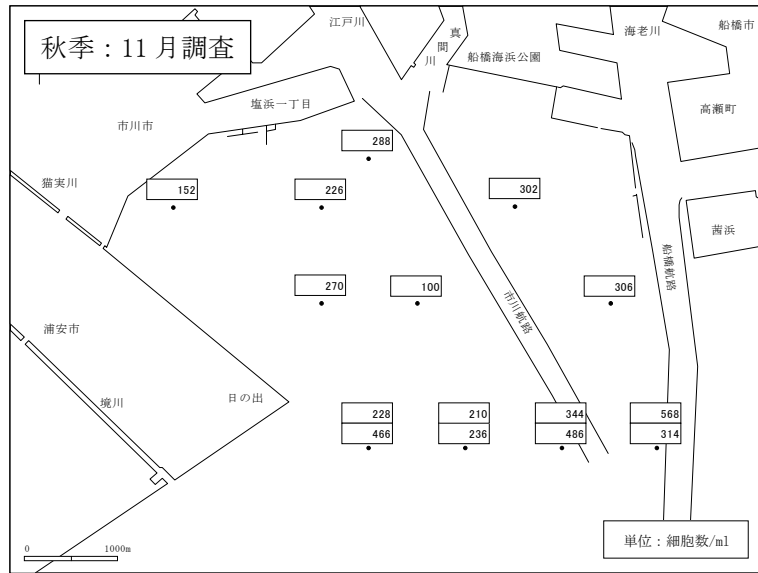 秋季：11月調査
江戸川
真間川
船橋海浜公園
海老川
船橋市
塩浜一丁目
高瀬町
市川市
288
猫実川
152
226
302
茜浜
船橋航路
270
100
306
市川航路
浦安市
境川
日の出
228
210
344
568
466
236
486
314
0 1000m
単位：細胞数/ml